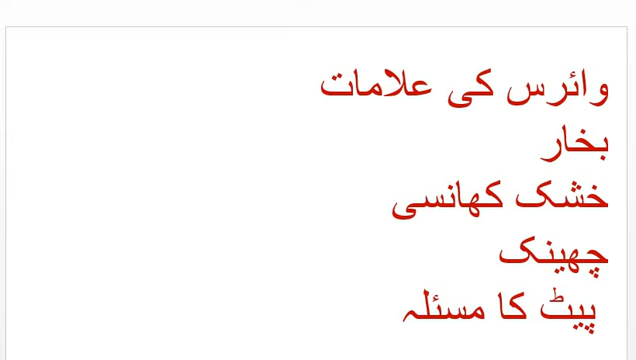 وائرس کی علامات
بخار
خشک کھانسی
چھینک
پیٹ کا مسئلہ